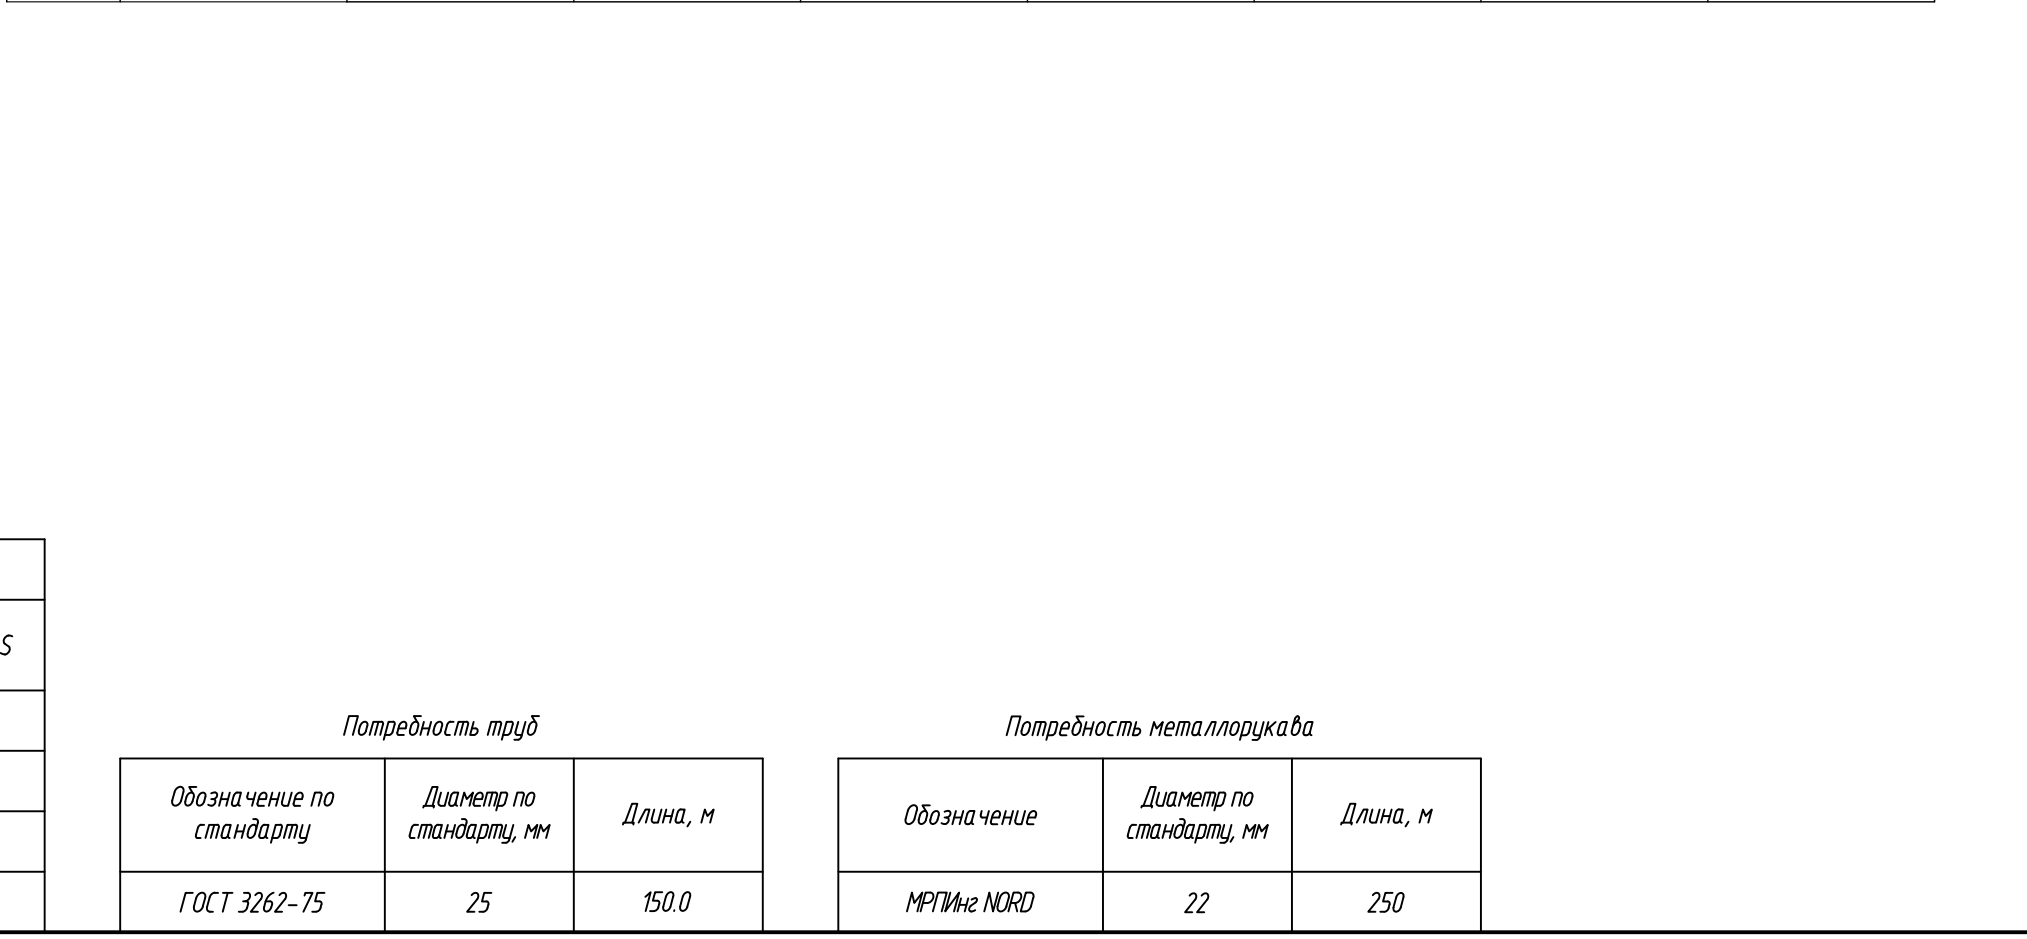 S
Потребность труб
Обозначение по
стандарту
Диаметр по
стандарту, мм
Длина, м
ГОСТ 3262-75
25
150.0
Потребность металлорукава
Обозначение
Диаметр по
стандарту, мм
Длина, м
МРПИнг NORD
22
250